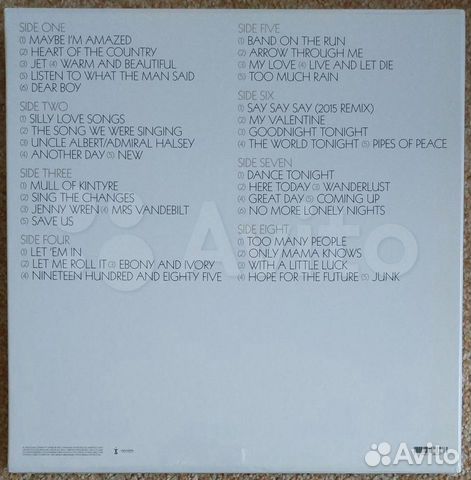 SIDE ONE
(1) MAYBE I'M AMAZED
(2) HEART OF THE COUNTRY
(3) JET (4) WARM AND BEAUTIFUL
(5) LISTEN TO WHAT THE MAN SAID
(6) DEAR BOY
SIDE TWO
(1) SILLY LOVE SONGS
(2) THE SONG WE WERE SINGING
(3) UNCLE ALBERT/ADMIRAL HALSEY
(4) ANOTHER DAY (5) NEW
SIDE THREE
(1) MULL OF KINTYRE
(2) SING THE CHANGES
(3) JENNY WREN (4) MRS VANDEBILT
(5) SAVE US
SIDE FOUR
(1) LET 'EM IN
(2) LET ME ROLL IT (3) EBONY AND IVORY
(4) NINETEEN HUNDRED AND EIGHTY FIVE
SIDE FIVE
(1) BAND ON THE RUN
(2) ARROW THROUGH ME
(3) MY LOVE (4) LIVE AND LET DIE
(5) TOO MUCH RAIN
SIDE SIX
(1) SAY SAY SAY (2015 REMIX)
(2) MY VALENTINE
(3) GOODNIGHT TONIGHT
(4) THE WORLD TONIGHT (5) PIPES OF PEACE
SIDE SEVEN
(1) DANCE TONIGHT
(2) HERE TODAY (3) WANDERLUST
(4) GREAT DAY (5) COMING UP
(6) NO MORE LONELY NIGHTS
SIDE EIGHT
(1) TOO MANY PEOPLE
(2) ONLY MAMA KNOWS
(3) WITH A LITTLE LUCK
(4) HOPE FOR THE FUTURE (5) JUNK
Avito
Avito